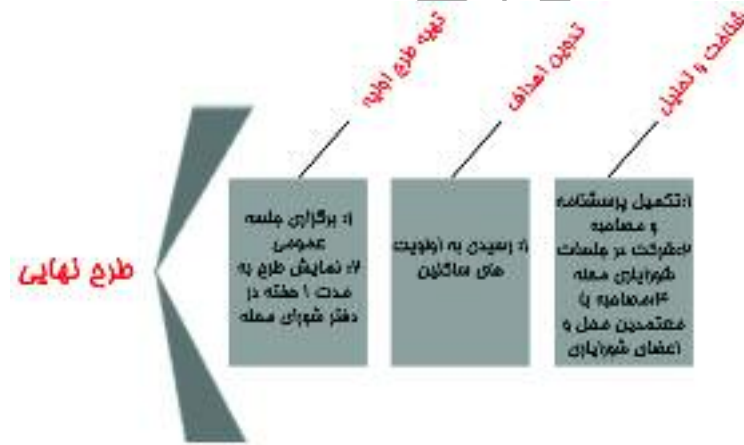 شناخت و تحلیل
۱:تکمیل پرسشنامه
و مصاحبه
۲:شرکت در جلسات
شورایاری محله
۳:مصاحبه با
معتمدین محل و
اعضای شورایاری
تدوین اهداف
۱: رسیدی به اولویت
های ساکنین
تهیه طرح اولیه
۱: برگزاری جلسه
عمومی
۲: نمایش طرح به
مدت ۱ هفته در
دفتر شورای محله
طرح نهایی